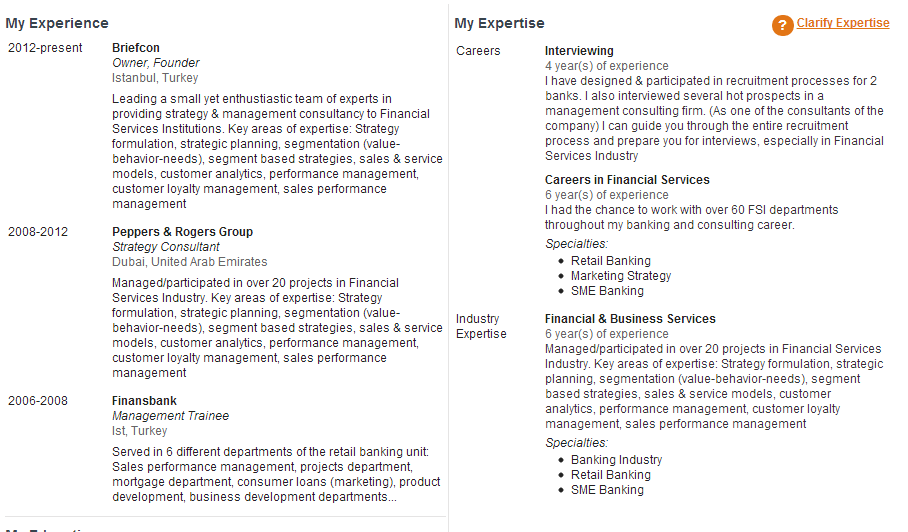 My Experience
2012-present
Briefcon
Owner, Founder
Istanbul, Turkey
Leading a small yet enthustiastic team of experts in
providing strategy & management consultancy to Financial
Services Institutions. Key areas of expertise: Strategy
formulation, strategic planning, segmentation (value-
behavior-needs), segment based strategies, sales & service
models, customer analytics, performance management,
customer loyalty management, sales performance
management
2008-2012
Peppers & Rogers Group
Strategy Consultant
Dubai, United Arab Emirates
Managed/participated in over 20 projects in Financial
Services Industry. Key areas of expertise: Strategy
formulation, strategic planning, segmentation (value-
behavior-needs), segment based strategies, sales & service
models, customer analytics, performance management,
customer loyalty management, sales performance
management
2006-2008
Finansbank
Management Trainee
Ist, Turkey
Served in 6 different departments of the retail banking unit:
Sales performance management, projects department,
mortgage department, consumer loans (marketing), product
development, business development departments...
My Expertise
? Clarify Expertise
Careers
Interviewing
4 year(s) of experience
I have designed & participated in recruitment processes for 2
banks. I also interviewed several hot prospects in a
management consulting firm. (As one of the consultants of the
company) I can guide you through the entire recruitment
process and prepare you for interviews, especially in Financial
Services Industry
Careers in Financial Services
6 year(s) of experience
I had the chance to work with over 60 FSI departments
throughout my banking and consulting career.
Specialties:
• Retail Banking
• Marketing Strategy
• SME Banking
Industry
Expertise
Financial & Business Services
6 year(s) of experience
Managed/participated in over 20 projects in Financial Services
Industry. Key areas of expertise: Strategy formulation, strategic
planning, segmentation (value-behavior-needs), segment
based strategies, sales & service models, customer
analytics, performance management, customer loyalty
management, sales performance management
Specialties:
• Banking Industry
• Retail Banking
• SME Banking